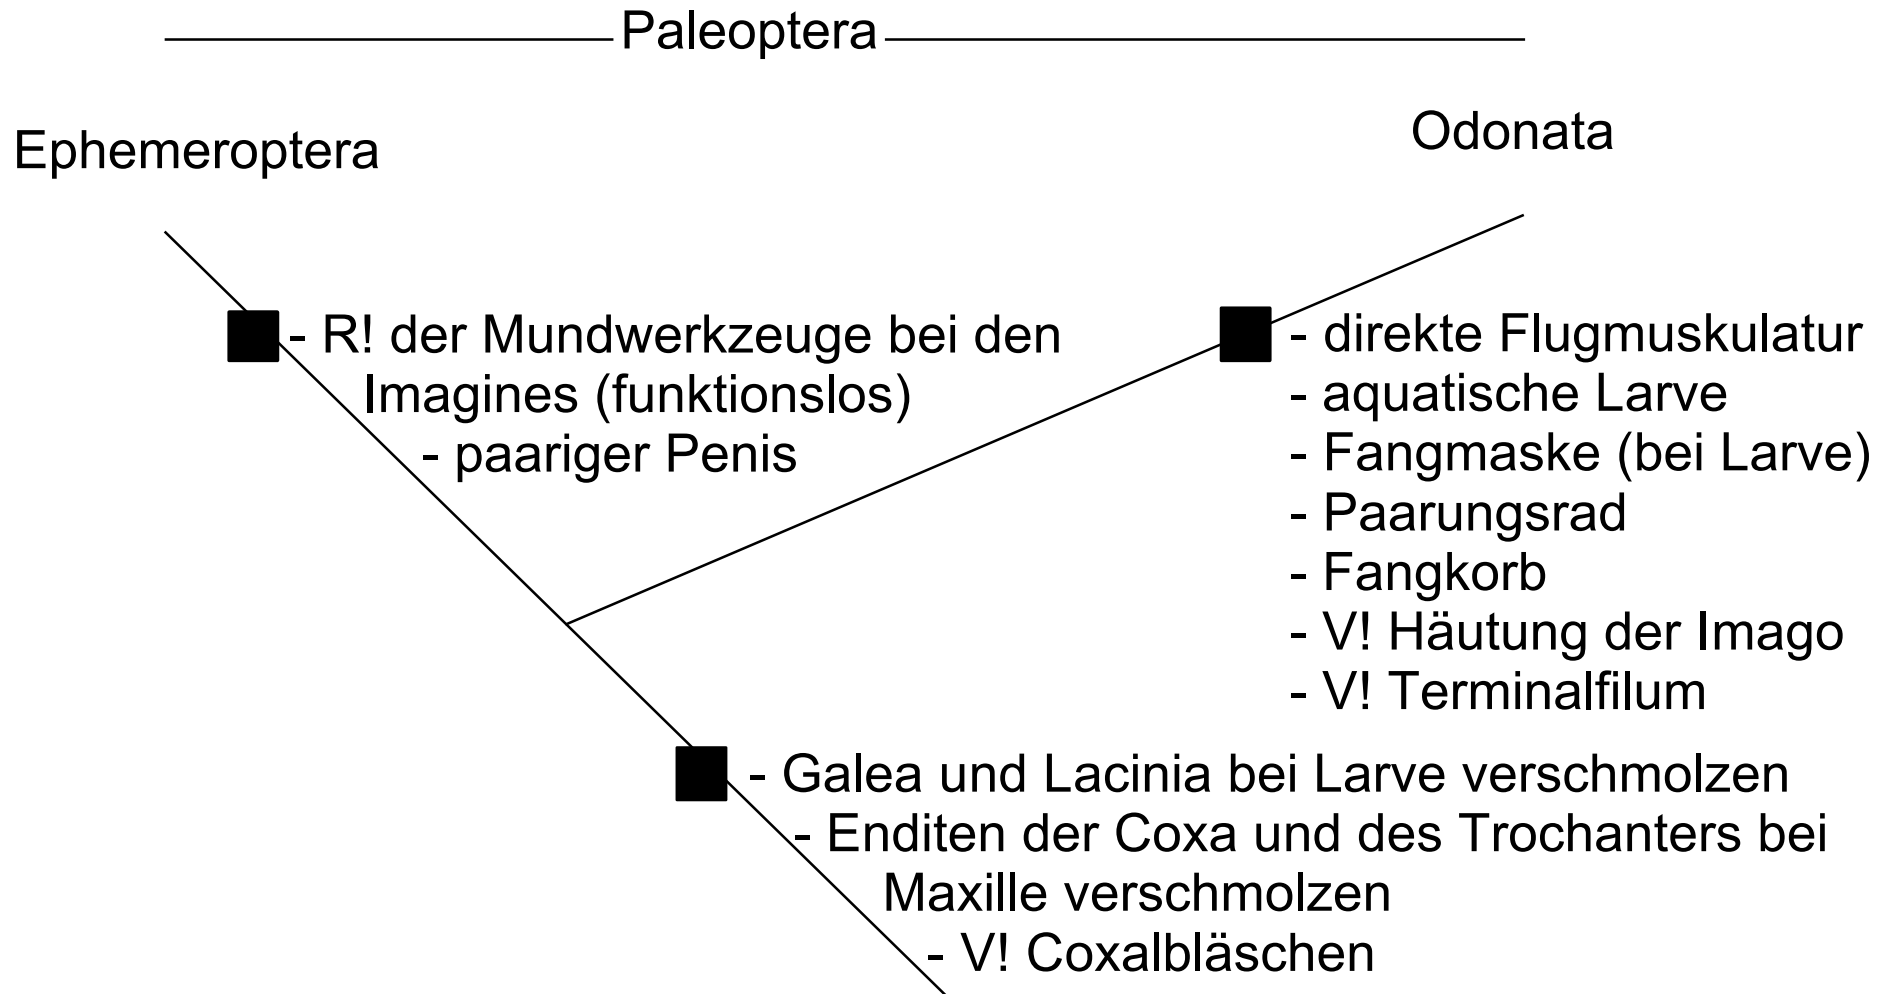 Paleoptera
Ephemeroptera
Odonata
- R! der Mundwerkzeuge bei den
Imagines (funktionslos)
- paariger Penis
- direkte Flugmuskulatur
- aquatische Larve
- Fangmaske (bei Larve)
- Paarungsrad
- Fangkorb
- V! Häutung der Imago
- V! Terminalfilum
- Galea und Lacinia bei Larve verschmolzen
- Enditen der Coxa und des Trochanters bei
Maxille verschmolzen
- V! Coxalbläschen